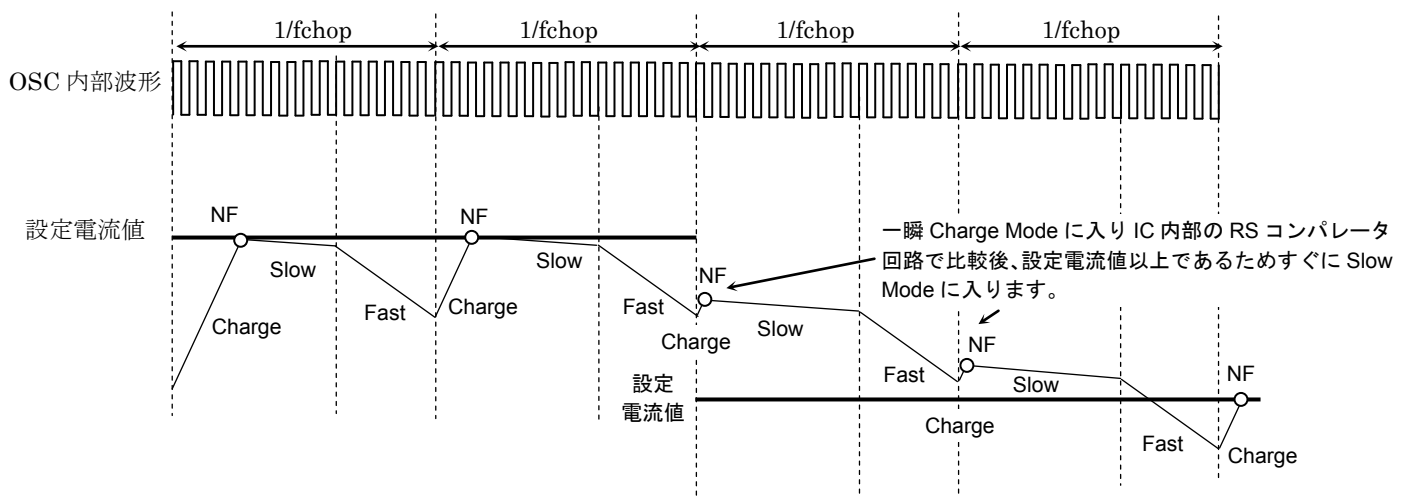 1/fchop 1/fchop 1/fchop 1/fchop
OSC 内部波形
設定電流値
NF
NF
Slow
Slow
Charge
Fast
Charge
Fast
NF
一瞬 Charge Mode に入り IC 内部の RS コンパレータ
回路で比較後、設定電流値以上であるためすぐに Slow
Mode に入ります。
Charge
Slow
NF
設定
電流値
Fast
Slow
NF
Charge
Fast
Charge